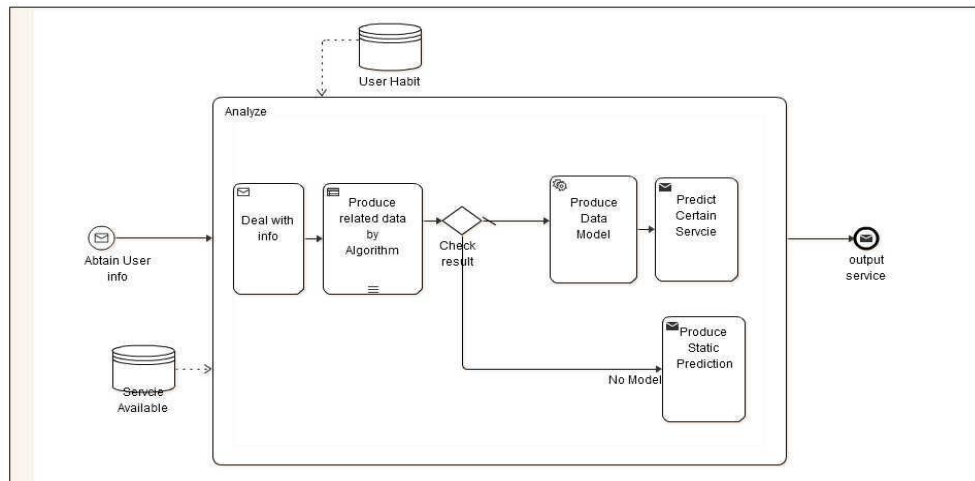 User Habit
Analyze
Deal with
info
Produce
related data
by
Algorithm
Check
result
Produce
Data
Model
Predict
Certain
Servcie
Abtain User
info
output
service
Servcie
Available
No Model
Produce
Static
Prediction